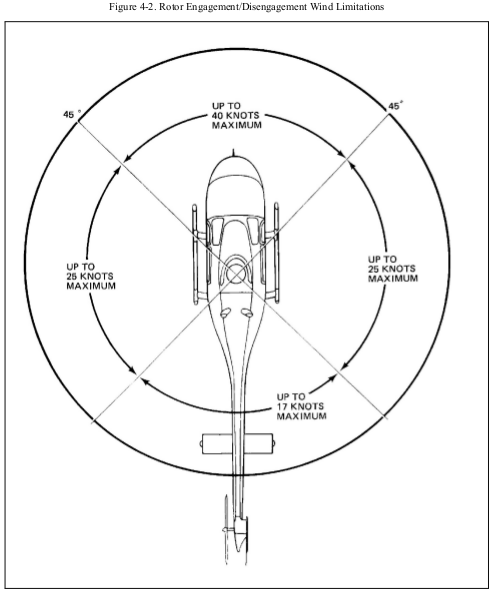 Figure 4-2. Rotor Engagement/Disengagement Wind Limitations
45°
UP TO
40 KNOTS
MAXIMUM
45°
UP TO
25 KNOTS
MAXIMUM
UP TO
25 KNOTS
MAXIMUM
UP TO
17 KNOTS
MAXIMUM